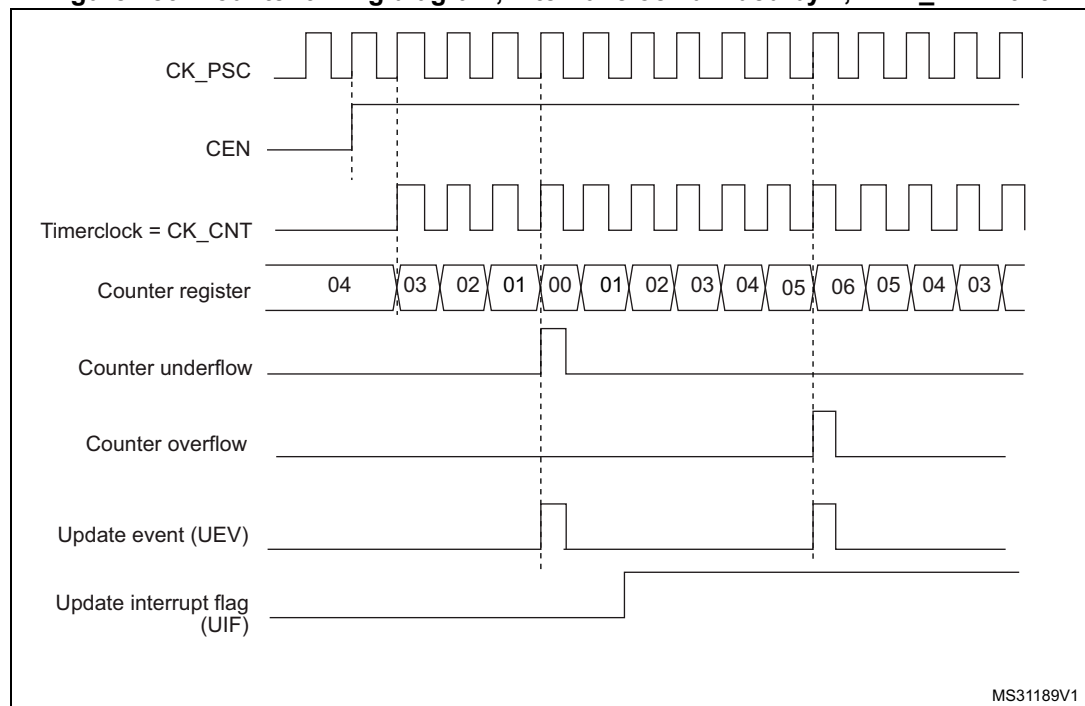 CK_PSC
CEN
Timerclock = CK_CNT
Counter register
04 03 02 01 00 01 02 03 04 05 06 05 04 03
Counter underflow
Counter overflow
Update event (UEV)
Update interrupt flag
(UIF)
MS31189V1